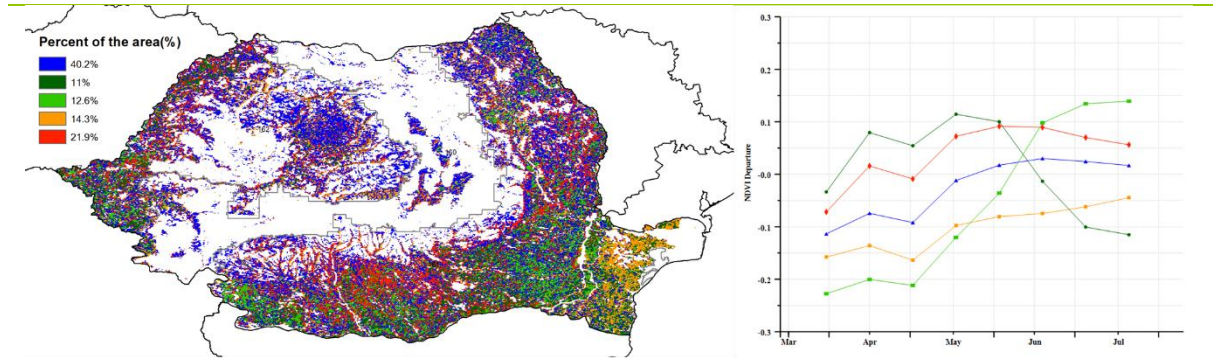 Percent of the area(%)
40.2%
11%
12.6%
14.3%
21.9%
162
0.3
0.2
0.1
-0.0
-0.1
-0.2
-0.3
NDVI Departure
Mar
Apr
May
Jun
Jul